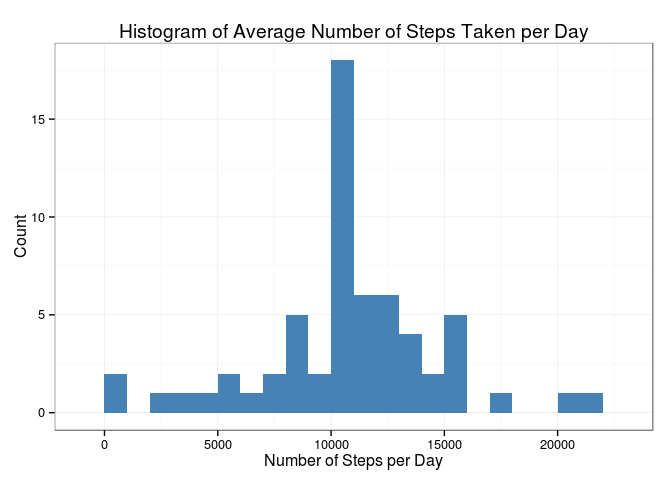 Histogram of Average Number of Steps Taken per Day
15
10
5
0
Count
0 5000 10000 15000 20000
Number of Steps per Day